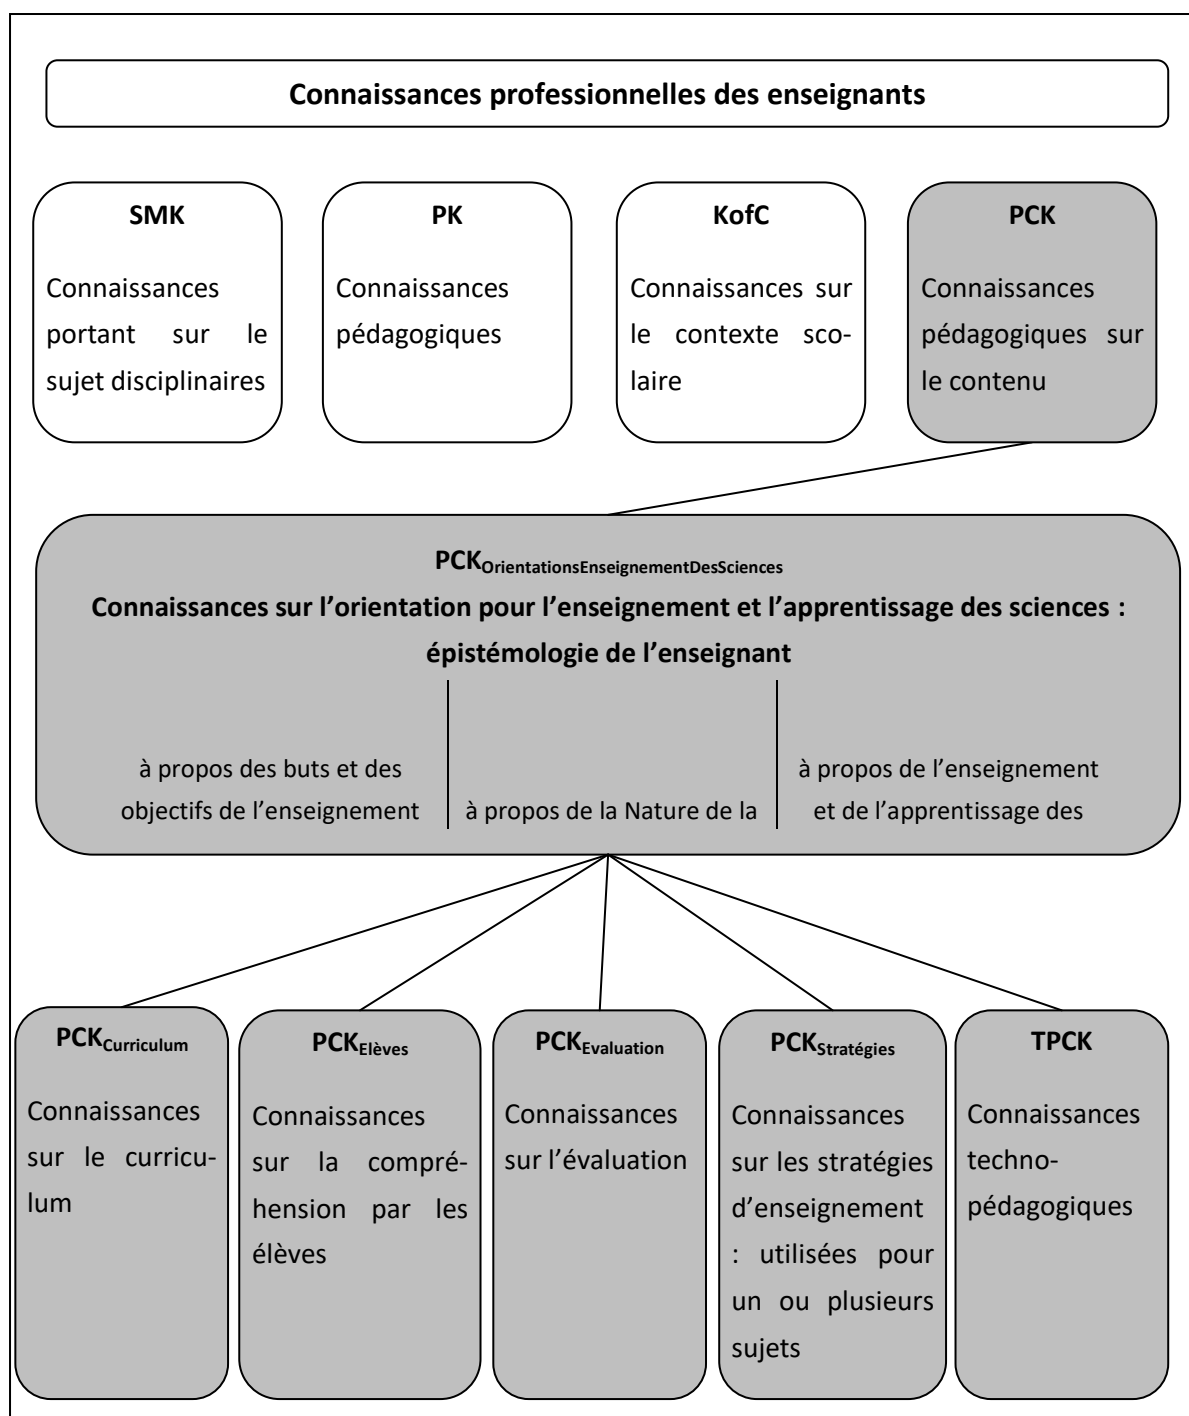 Connaissances professionnelles des enseignants
SMK
Connaissances
portant sur le
sujet disciplinaires
PK
Connaissances
pédagogiques
KofC
Connaissances sur
le contexte sco-
laire
PCK
Connaissances
pédagogiques sur
le contenu
PCKOrientationsEnseignementDesSciences
Connaissances sur l’orientation pour l’enseignement et l’apprentissage des sciences :
épistémologie de l’enseignant
à propos des buts et des
objectifs de l’enseignement
à propos de la Nature de la
à propos de l’enseignement
et de l’apprentissage des
PCKCurriculum
Connaissances
sur le curricu-
lum
PCKElèves
Connaissances
sur la compré-
hension par les
élèves
PCKEvaluation
Connaissances
sur l’évaluation
PCKStratégies
Connaissances
sur les stratégies
d’enseignement
: utilisées pour
un ou plusieurs
sujets
TPCK
Connaissances
techno-
pédagogiques